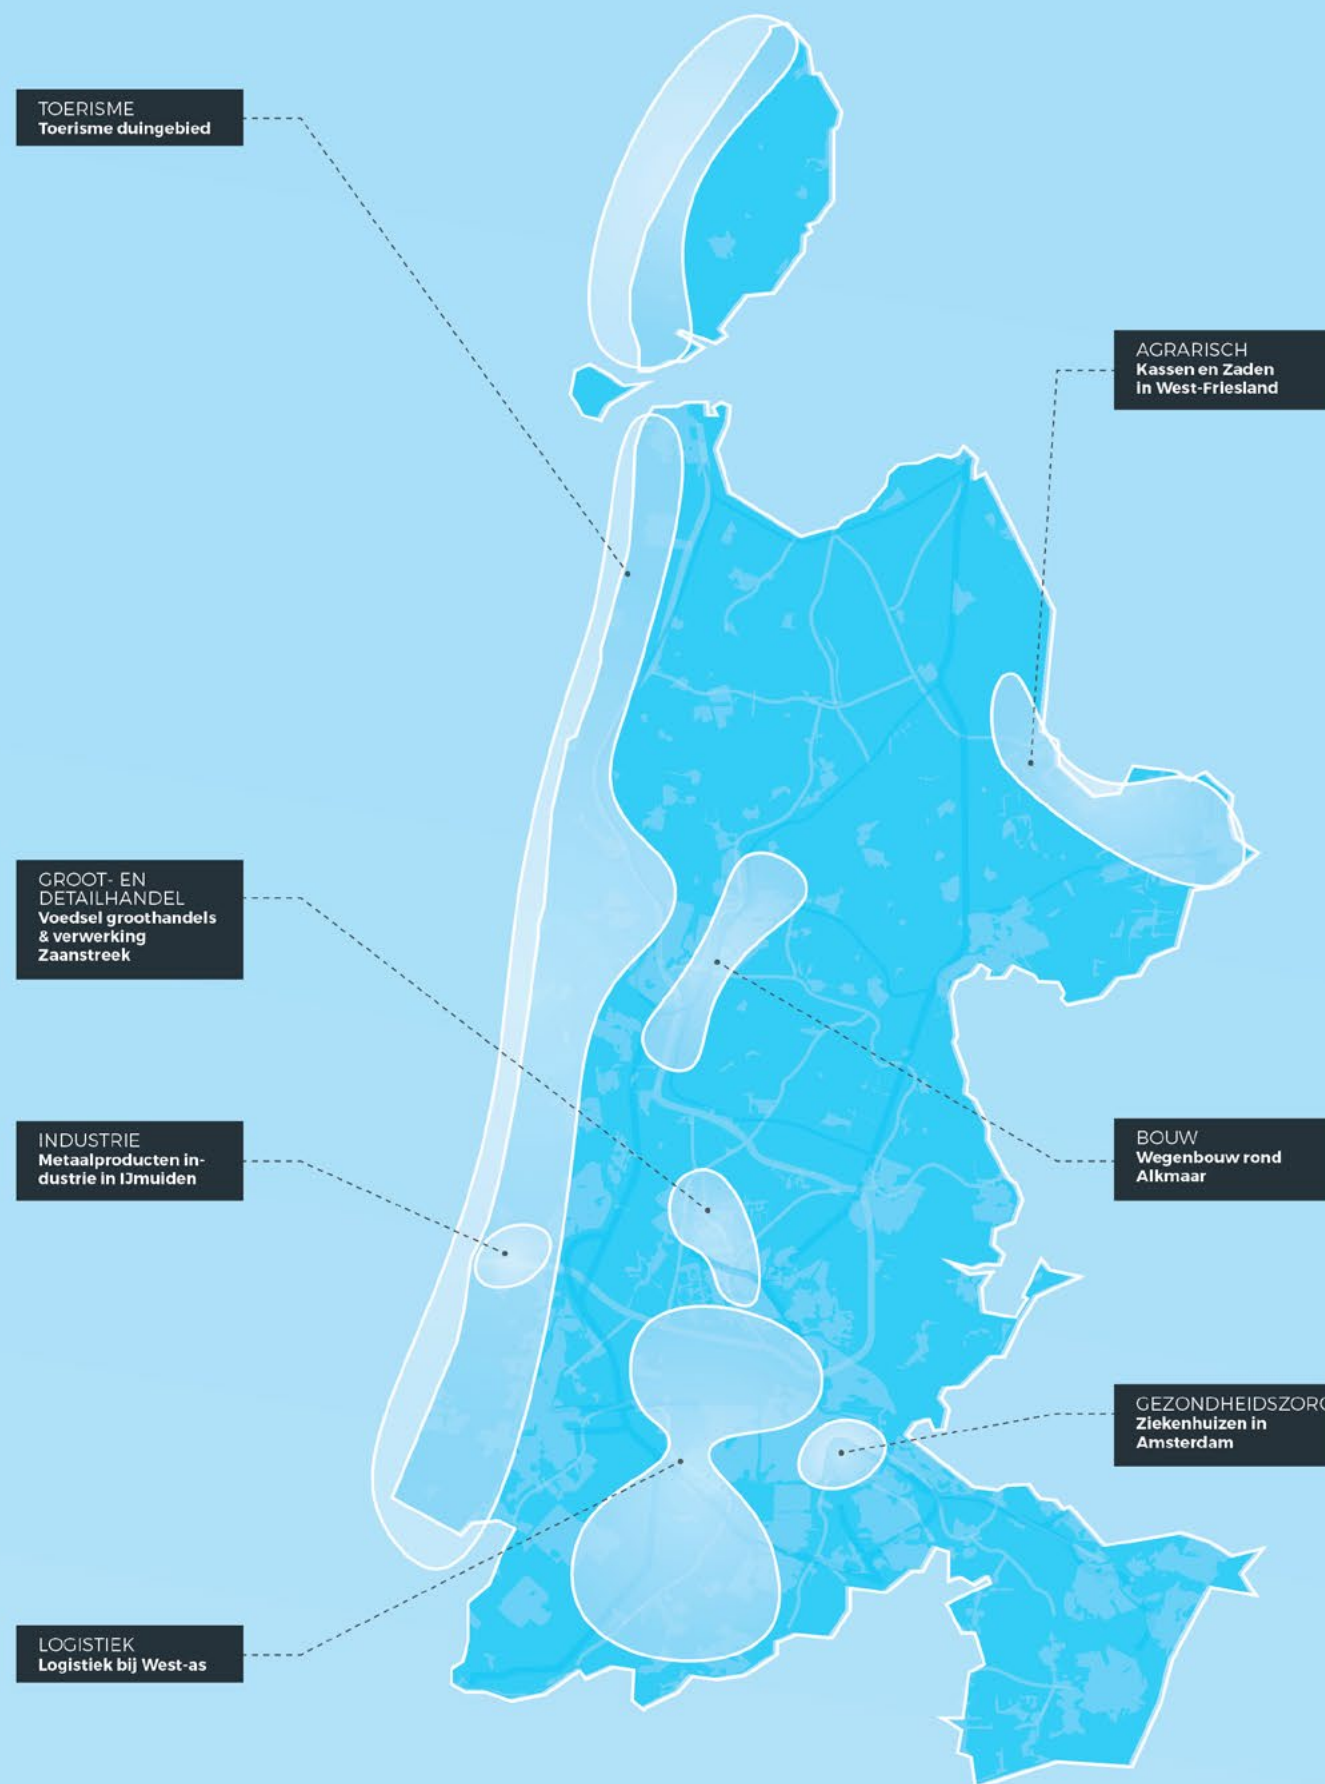 TOERISME
Toerisme duingebied
AGRARISCH
Kassen en Zaden
in West-Friesland
GROOT- EN
DETAILHANDEL
Voedsel groothandels
& verwerking
Zaanstreek
INDUSTRIE
Metaalproducten in-
dustrie in IJmuiden
BOUW
Wegenbouw rond
Alkmaar
GEZONDHEIDSZORG
Ziekenhuizen in
Amsterdam
LOGISTIEK
Logistiek bij West-as